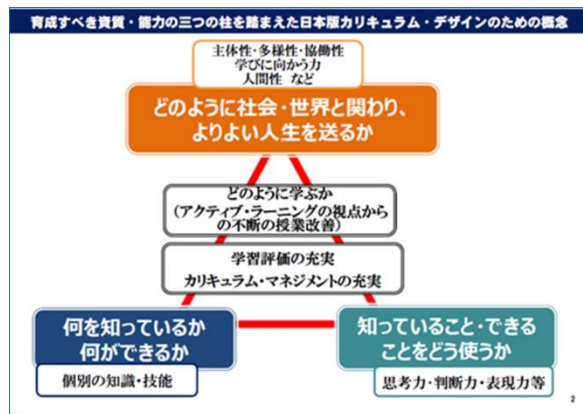 育成すべき資質・能力の三つの柱を踏まえた日本版カリキュラム・デザインのための概念
主体性・多様性・協働性
学びに向かう力
人間性 など
どのように社会・世界と関わり、
よりよい人生を送るか
どのように学ぶか
(アクティブ・ラーニングの視点から
の不断の授業改善)
学習評価の充実
カリキュラム・マネジメントの充実
何を知っているか
何ができるか
個別の知識・技能
知っていること・できる
ことをどう使うか
思考力・判断力・表現力等
2